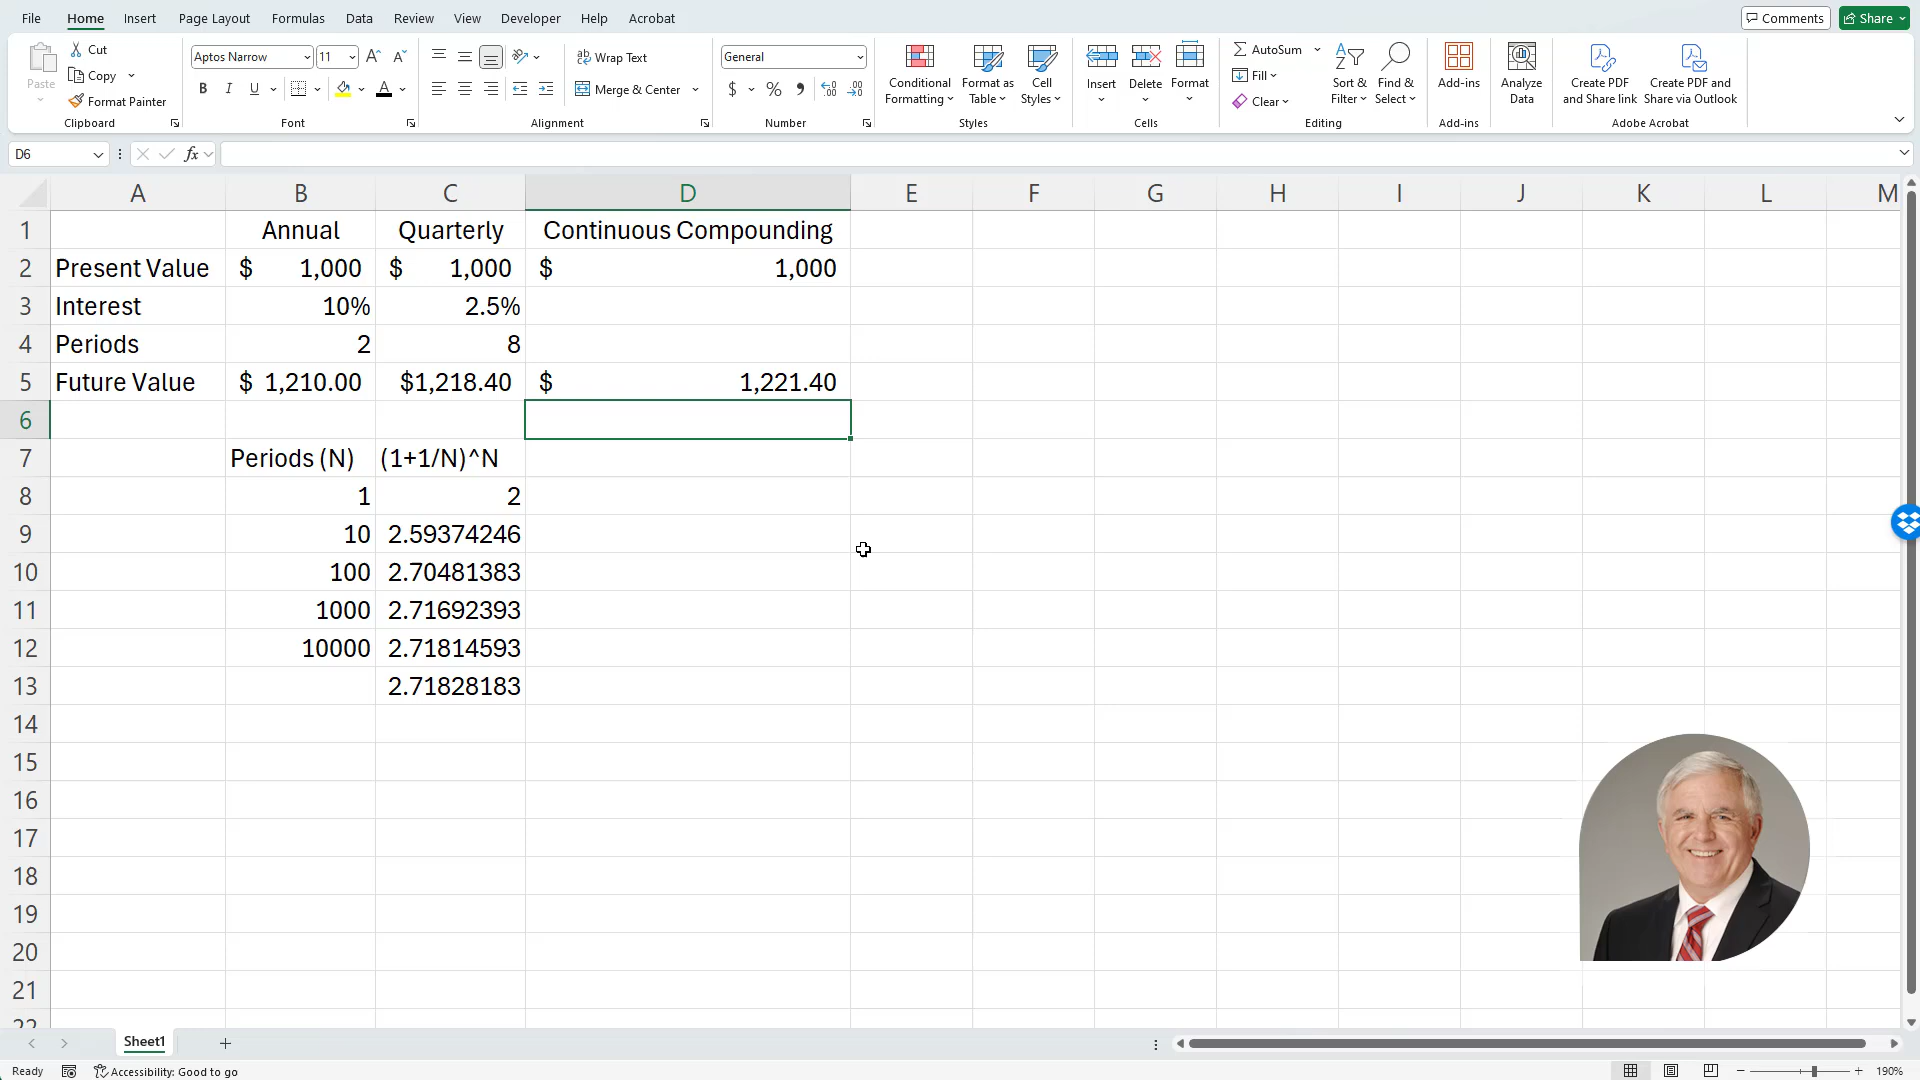 File Home Insert Page Layout Formulas Data Review View Developer Help Acrobat Comments Share
Paste Cut Copy Format Painter Clipboard
Aptos Narrow 11 A A B I U A Font
Wrap Text Merge & Center Alignment
General $ % , Number
Conditional Formatting Format as Table Cell Styles Styles
Insert Delete Format Cells
AutoSum Fill Clear Sort & Filter Find & Select Editing
Add-ins Add-ins
Analyze Data
Create PDF and Share link Create PDF and Share via Outlook Adobe Acrobat
D6 fx
A B C D E F G H I J K L M
1 Annual Quarterly Continuous Compounding
2 Present Value $ 1,000 $ 1,000 $ 1,000
3 Interest 10% 2.5%
4 Periods 2 8
5 Future Value $ 1,210.00 $1,218.40 $ 1,221.40
6
7 Periods (N) (1+1/N)^N
8 1 2
9 10 2.59374246
10 100 2.70481383
11 1000 2.71692393
12 10000 2.71814593
13 2.71828183
14
15
16
17
18
19
20
21
22
Sheet1
Ready Accessibility: Good to go 190%